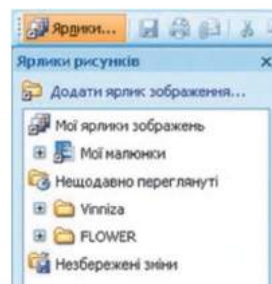 Ярлики...
Ярлики рисунків
Додати ярлик зображення...
Мої ярлики зображень
Мої малюнки
Нещодавно переглянуті
Vinniza
FLOWER
Незбережені зміни